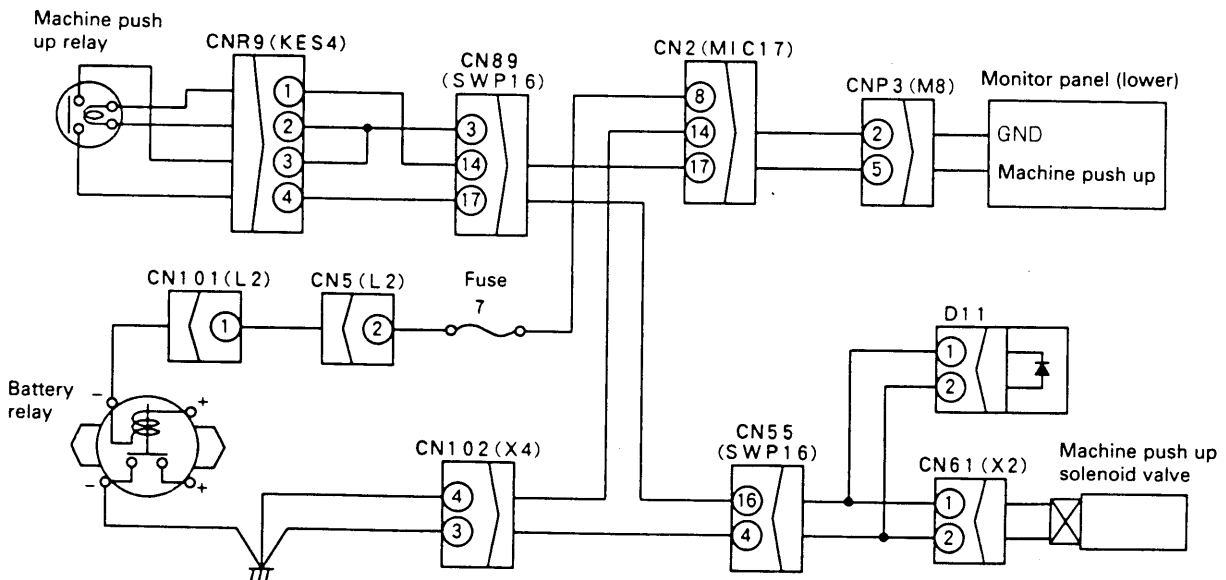 Machine push
up relay
CNR9(KES4)
1
2
3
4
CN89
(SWP16)
3
14
17
CN2(MIC17)
8
14
17
CNP3(M8)
2
5
Monitor panel (lower)
GND
Machine push up
CN101(L2)
1
CN5(L2)
2
Fuse
7
D11
1
2
Battery
relay
-
+
-
+
CN102(X4)
4
3
CN55
(SWP16)
16
4
CN61(X2)
1
2
Machine push up
solenoid valve